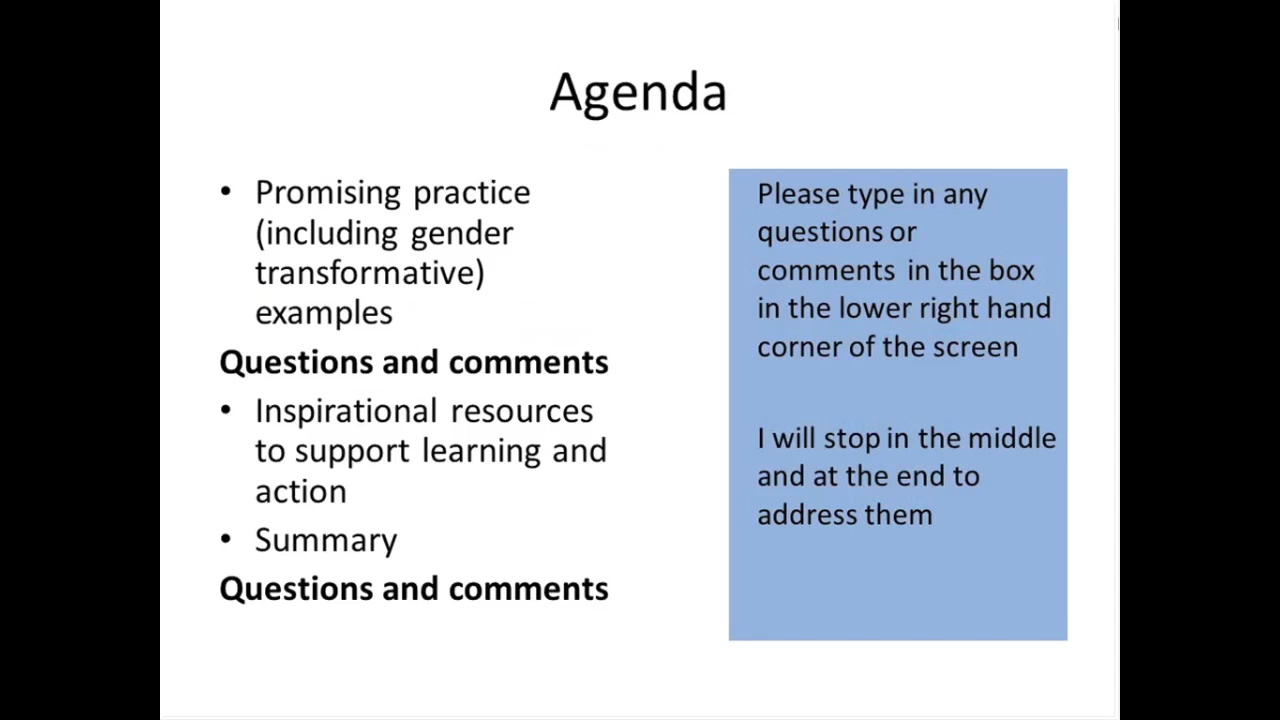 Agenda
• Promising practice
(including gender
transformative)
examples
Questions and comments
• Inspirational resources
to support learning and
action
• Summary
Questions and comments
Please type in any
questions or
comments in the box
in the lower right hand
corner of the screen
I will stop in the middle
and at the end to
address them